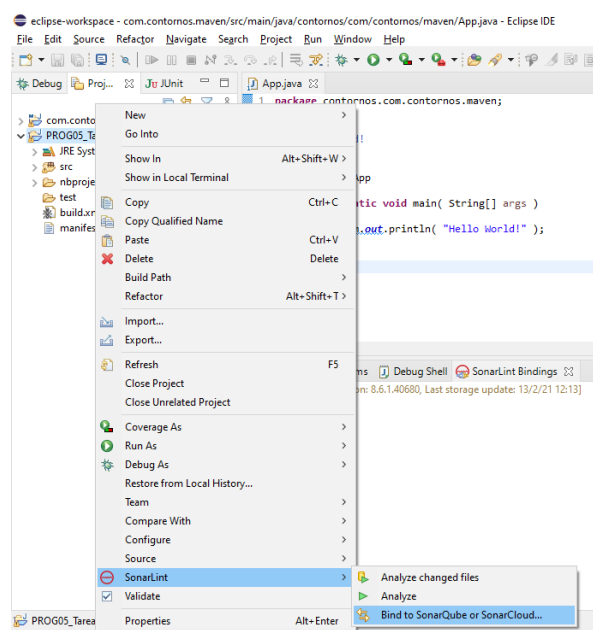 eclipse-workspace - com.contornos.maven/src/main/java/contornos/com/contornos/maven/App.java - Eclipse IDE
File Edit Source Refactor Navigate Search Project Run Window Help
Debug Proj... JUnit App.java
1 package contornos.com.contornos.maven;
com.conto
PROG05_Ta
JRE Syst
src
nbproje
test
build.xr
manifes
New
Go Into
Show In Alt+Shift+W
Show in Local Terminal
Copy Ctrl+C
Copy Qualified Name
Paste Ctrl+V
Delete Delete
Build Path
Refactor Alt+Shift+T
Import...
Export...
Refresh F5
Close Project
Close Unrelated Project
Coverage As
Run As
Debug As
Restore from Local History...
Team
Compare With
Configure
Source
SonarLint
Validate
Properties Alt+Enter
!
App
tic void main( String[] args )
.out.println( "Hello World!" );
ms Debug Shell SonarLint Bindings
on: 8.6.1.40680, Last storage update: 13/2/21 12:13]
Analyze changed files
Analyze
Bind to SonarQube or SonarCloud...
PROG05_Tarea